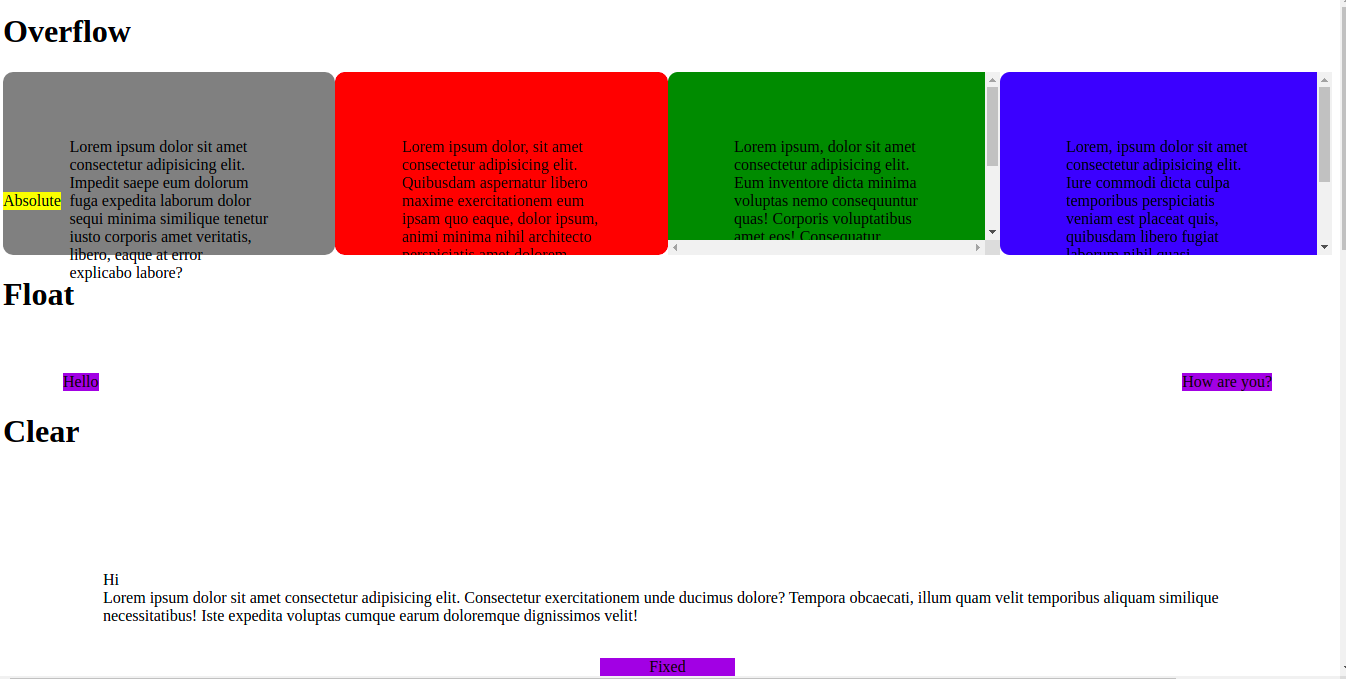 Overflow
Lorem ipsum dolor sit amet
consectetur adipisicing elit.
Impedit saepe eum dolorum
Absolute
fuga expedita laborum dolor
sequi minima similique tenetur
iusto corporis amet veritatis,
libero, eaque at error
explicabo labore?
Lorem ipsum dolor, sit amet
consectetur adipisicing elit.
Quibusdam aspernatur libero
maxime exercitationem eum
ipsam quo eaque, dolor ipsum,
animi minima nihil architecto
perspiciatis amet dolorem
Lorem ipsum, dolor sit amet
consectetur adipisicing elit.
Eum inventore dicta minima
voluptas nemo consequuntur
quas! Corporis voluptatibus
amet eos! Consequatur
Lorem, ipsum dolor sit amet
consectetur adipisicing elit.
Iure commodi dicta culpa
temporibus perspiciatis
veniam est placeat quis,
quibusdam libero fugiat
laborum nihil quasi
Float
Hello
How are you?
Clear
Hi
Lorem ipsum dolor sit amet consectetur adipisicing elit. Consectetur exercitationem unde ducimus dolore? Tempora obcaecati, illum quam velit temporibus aliquam similique
necessitatibus! Iste expedita voluptas cumque earum doloremque dignissimos velit!
Fixed